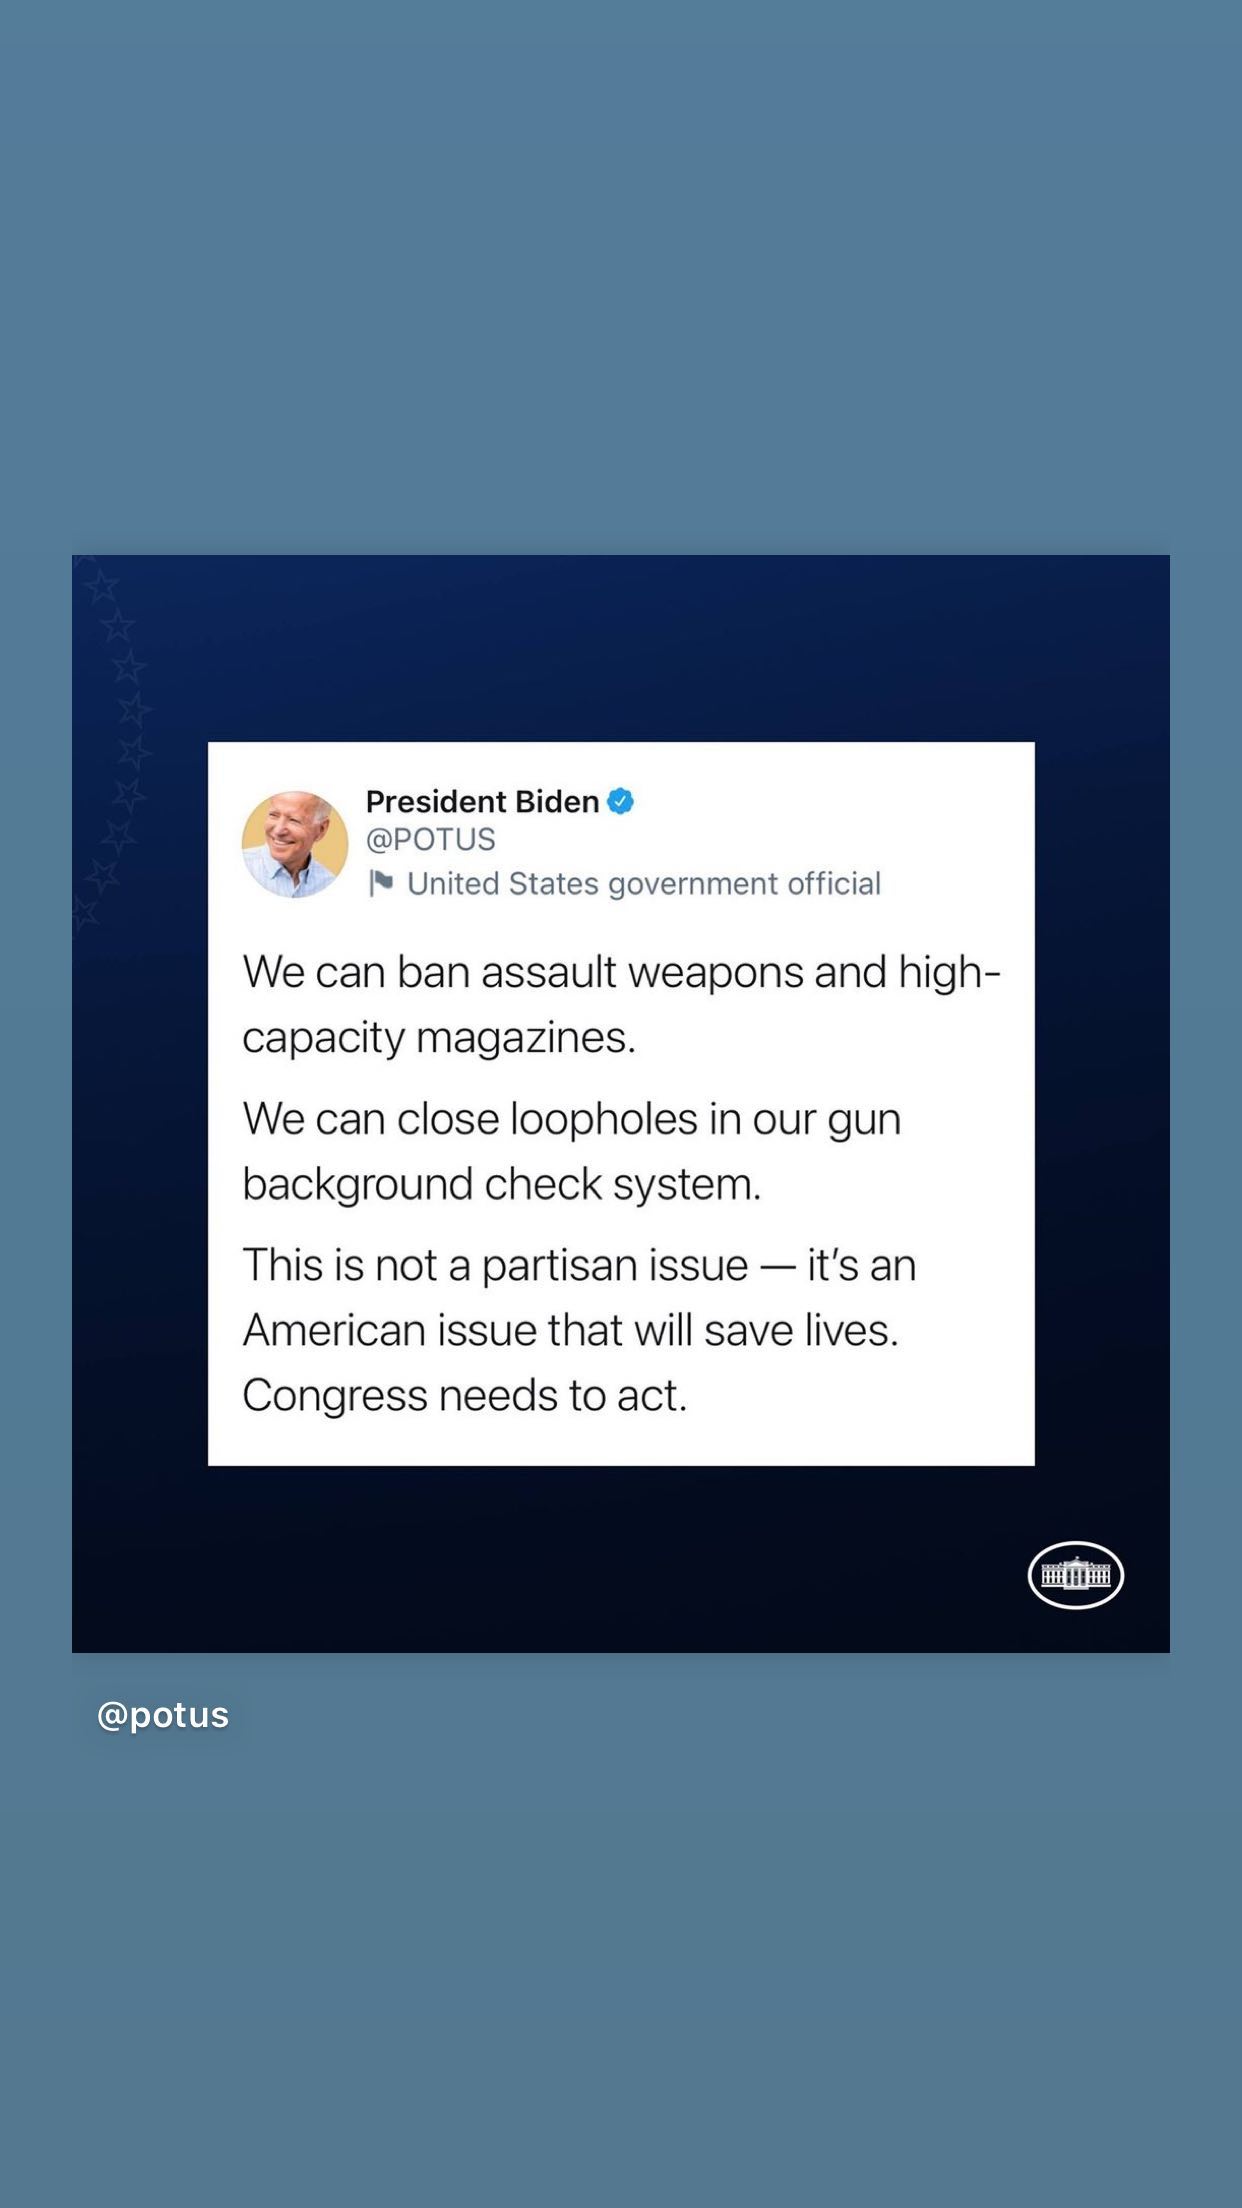 President Biden
@POTUS
United States government official
We can ban assault weapons and high-
capacity magazines.
We can close loopholes in our gun
background check system.
This is not a partisan issue — it’s an
American issue that will save lives.
Congress needs to act.
@potus